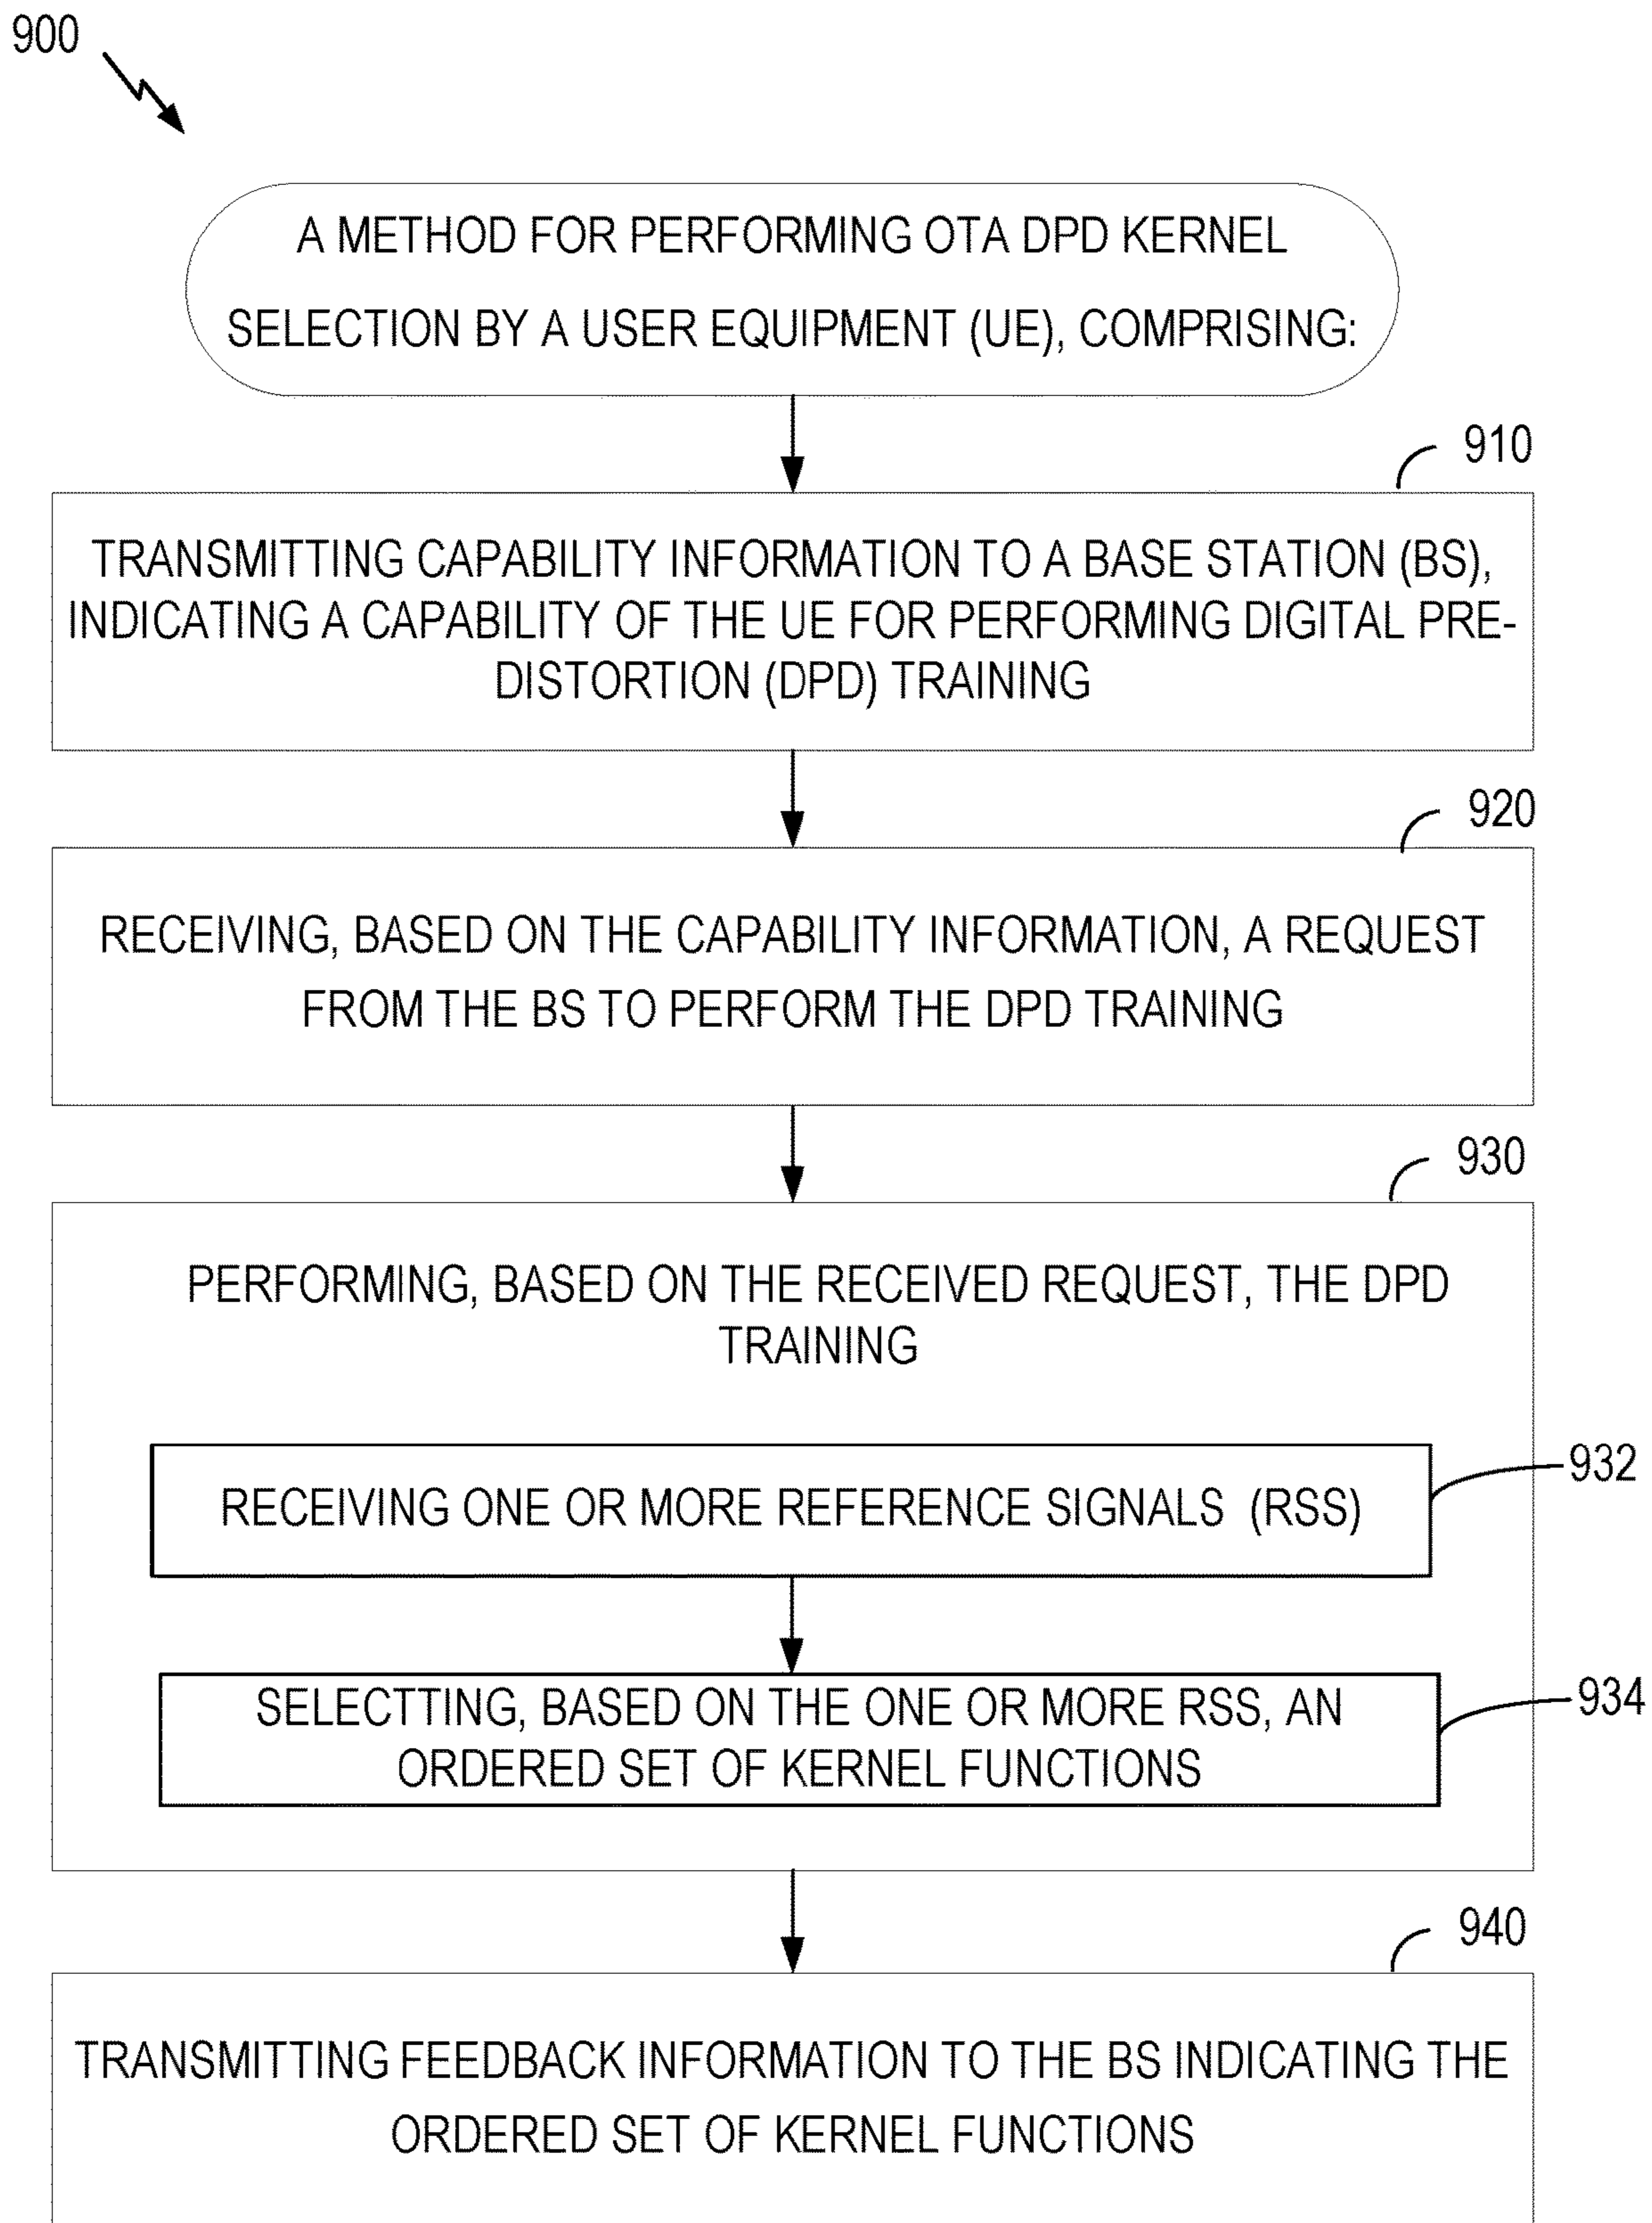 900
A METHOD FOR PERFORMING OTA DPD KERNEL
SELECTION BY A USER EQUIPMENT (UE), COMPRISING:
910
TRANSMITTING CAPABILITY INFORMATION TO A BASE STATION (BS),
INDICATING A CAPABILITY OF THE UE FOR PERFORMING DIGITAL PRE-
DISTORTION (DPD) TRAINING
920
RECEIVING, BASED ON THE CAPABILITY INFORMATION, A REQUEST
FROM THE BS TO PERFORM THE DPD TRAINING
930
PERFORMING, BASED ON THE RECEIVED REQUEST, THE DPD
TRAINING
932
RECEIVING ONE OR MORE REFERENCE SIGNALS (RSS)
934
SELECTTING, BASED ON THE ONE OR MORE RSS, AN
ORDERED SET OF KERNEL FUNCTIONS
940
TRANSMITTING FEEDBACK INFORMATION TO THE BS INDICATING THE
ORDERED SET OF KERNEL FUNCTIONS